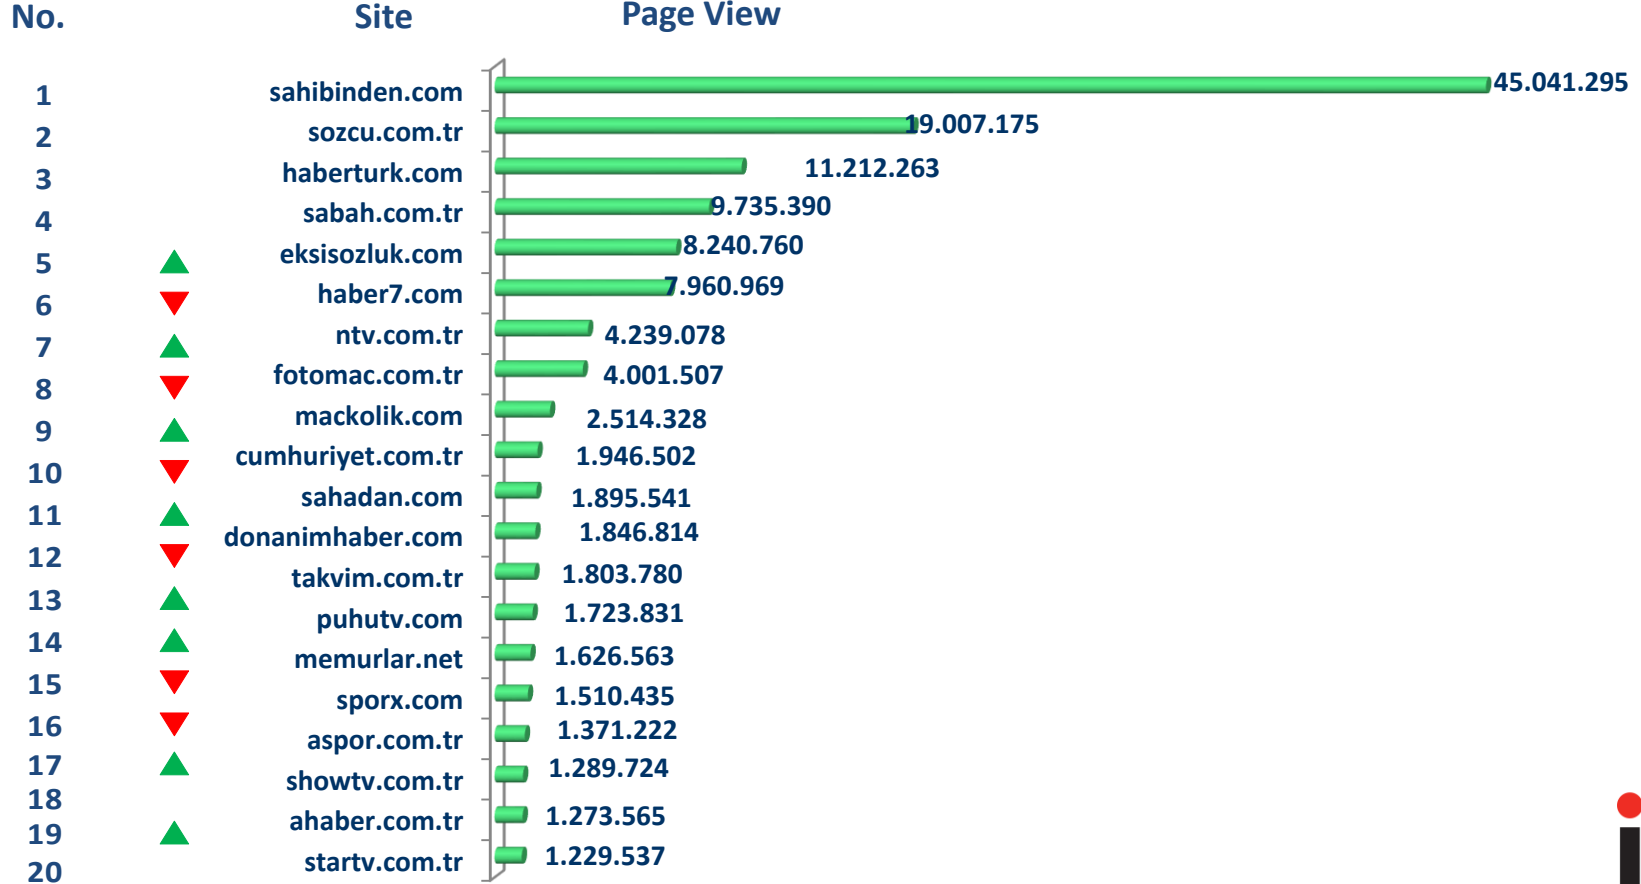 No. Site Page View
1 sahibinden.com 45.041.295
2 sozcu.com.tr 19.007.175
3 haberturk.com 11.212.263
4 sabah.com.tr 9.735.390
5 eksisozluk.com 8.240.760
6 haber7.com 7.960.969
7 ntv.com.tr 4.239.078
8 fotomac.com.tr 4.001.507
9 mackolik.com 2.514.328
10 cumhuriyet.com.tr 1.946.502
11 sahadan.com 1.895.541
12 donanimhaber.com 1.846.814
13 takvim.com.tr 1.803.780
14 puhutv.com 1.723.831
15 memurlar.net 1.626.563
16 sporx.com 1.510.435
17 aspor.com.tr 1.371.222
18 showtv.com.tr 1.289.724
19 ahaber.com.tr 1.273.565
20 startv.com.tr 1.229.537